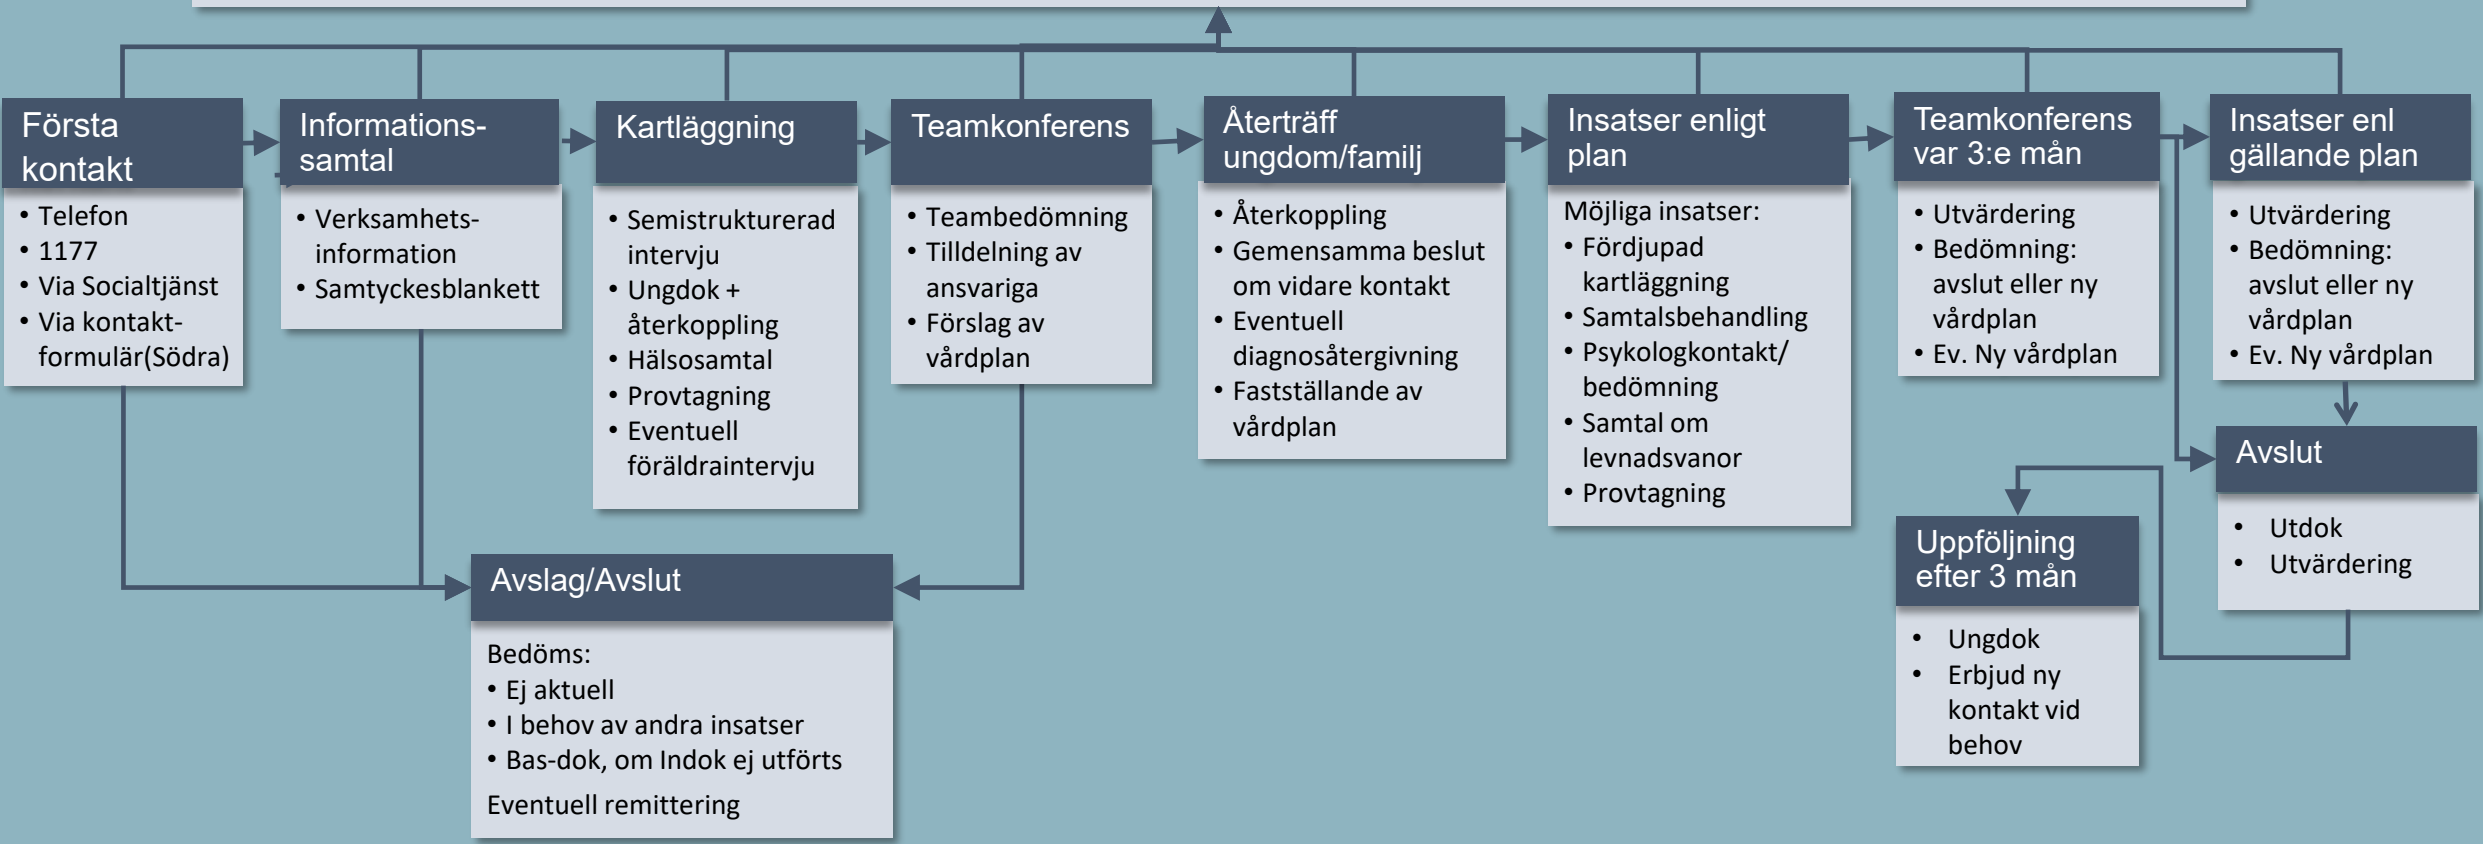 Första
kontakt
• Telefon
• 1177
• Via Socialtjänst
• Via kontakt-
formulär(Södra)
Informations-
samtal
• Verksamhets-
information
• Samtyckesblankett
Kartläggning
• Semistrukturerad
intervju
• Ungdok +
återkoppling
• Hälsosamtal
• Provtagning
• Eventuell
föräldraintervju
Teamkonferens
• Teambedömning
• Tilldelning av
ansvariga
• Förslag av
vårdplan
Återträff
ungdom/familj
• Återkoppling
• Gemensamma beslut
om vidare kontakt
• Eventuell
diagnosåtergivning
• Fastställande av
vårdplan
Insatser enligt
plan
Möjliga insatser:
• Fördjupad
kartläggning
• Samtalsbehandling
• Psykologkontakt/
bedömning
• Samtal om
levnadsvanor
• Provtagning
Teamkonferens
var 3:e mån
• Utvärdering
• Bedömning:
avslut eller ny
vårdplan
• Ev. Ny vårdplan
Insatser enl
gällande plan
• Utvärdering
• Bedömning:
avslut eller ny
vårdplan
• Ev. Ny vårdplan
Avslut
• Utdok
• Utvärdering
Uppföljning
efter 3 mån
• Ungdok
• Erbjud ny
kontakt vid
behov
Avslag/Avslut
Bedöms:
• Ej aktuell
• I behov av andra insatser
• Bas-dok, om Indok ej utförts
Eventuell remittering